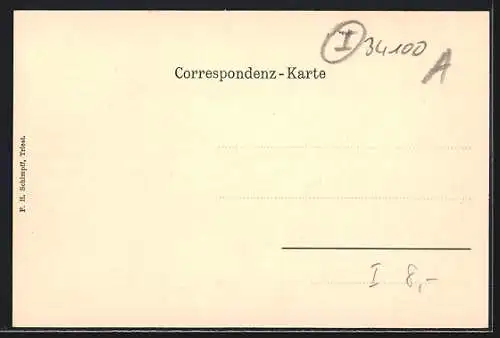 I 34100
A
Correspondenz-Karte
F. H. Schimpff, Triest.
I 8,-